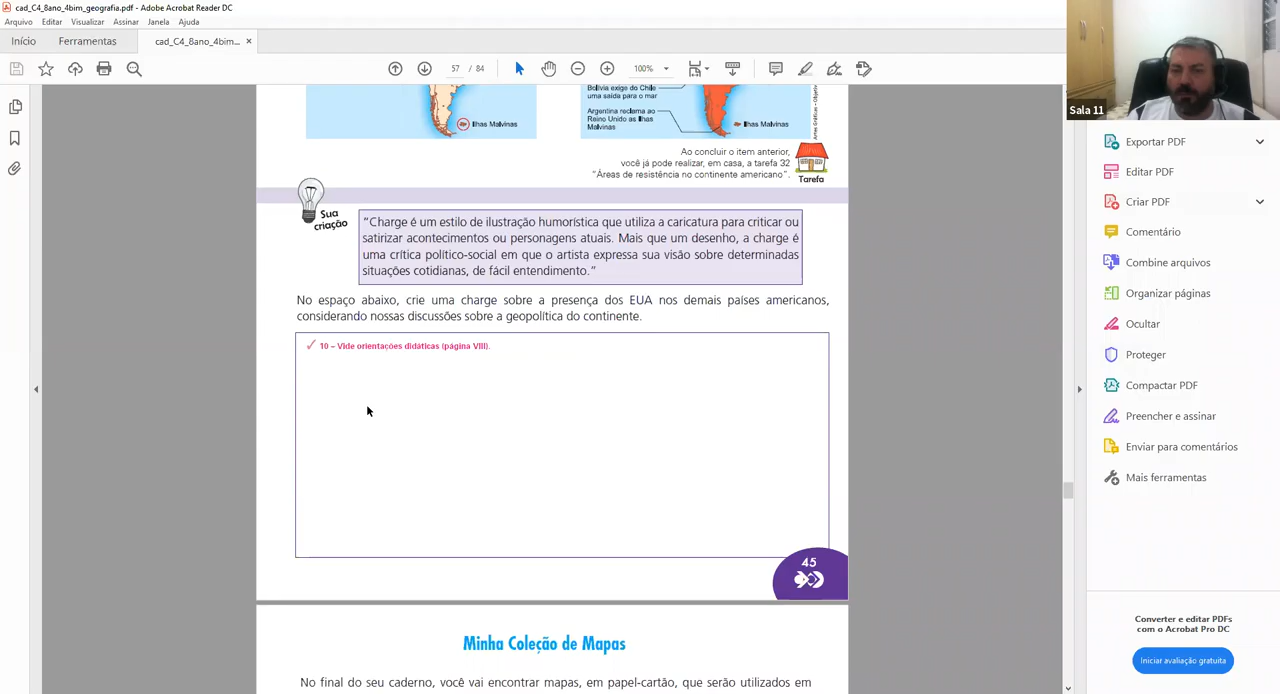 cad_C4_8ano_4bim_geografia.pdf - Adobe Acrobat Reader DC
Arquivo Editar Visualizar Assinar Janela Ajuda
Início Ferramentas cad_C4_8ano_4bim... ×
57 / 84 100%
Sala 11
Bolívia exige do Chile
uma saída para o mar
Argentina reclama ao
Reino Unido as Ilhas
Malvinas
Ilhas Malvinas
Ilhas Malvinas
Artes Gráficas – Objetivo
Ao concluir o item anterior,
você já pode realizar, em casa, a tarefa 32
“Áreas de resistência no continente americano”.
Tarefa
Sua
criação
“Charge é um estilo de ilustração humorística que utiliza a caricatura para criticar ou
satirizar acontecimentos ou personagens atuais. Mais que um desenho, a charge é
uma crítica político-social em que o artista expressa sua visão sobre determinadas
situações cotidianas, de fácil entendimento.”
No espaço abaixo, crie uma charge sobre a presença dos EUA nos demais países americanos,
considerando nossas discussões sobre a geopolítica do continente.
✓ 10 – Vide orientações didáticas (página VIII).
45
Minha Coleção de Mapas
No final do seu caderno, você vai encontrar mapas, em papel-cartão, que serão utilizados em
Exportar PDF
Editar PDF
Criar PDF
Comentário
Combine arquivos
Organizar páginas
Ocultar
Proteger
Compactar PDF
Preencher e assinar
Enviar para comentários
Mais ferramentas
Converter e editar PDFs
com o Acrobat Pro DC
Iniciar avaliação gratuita